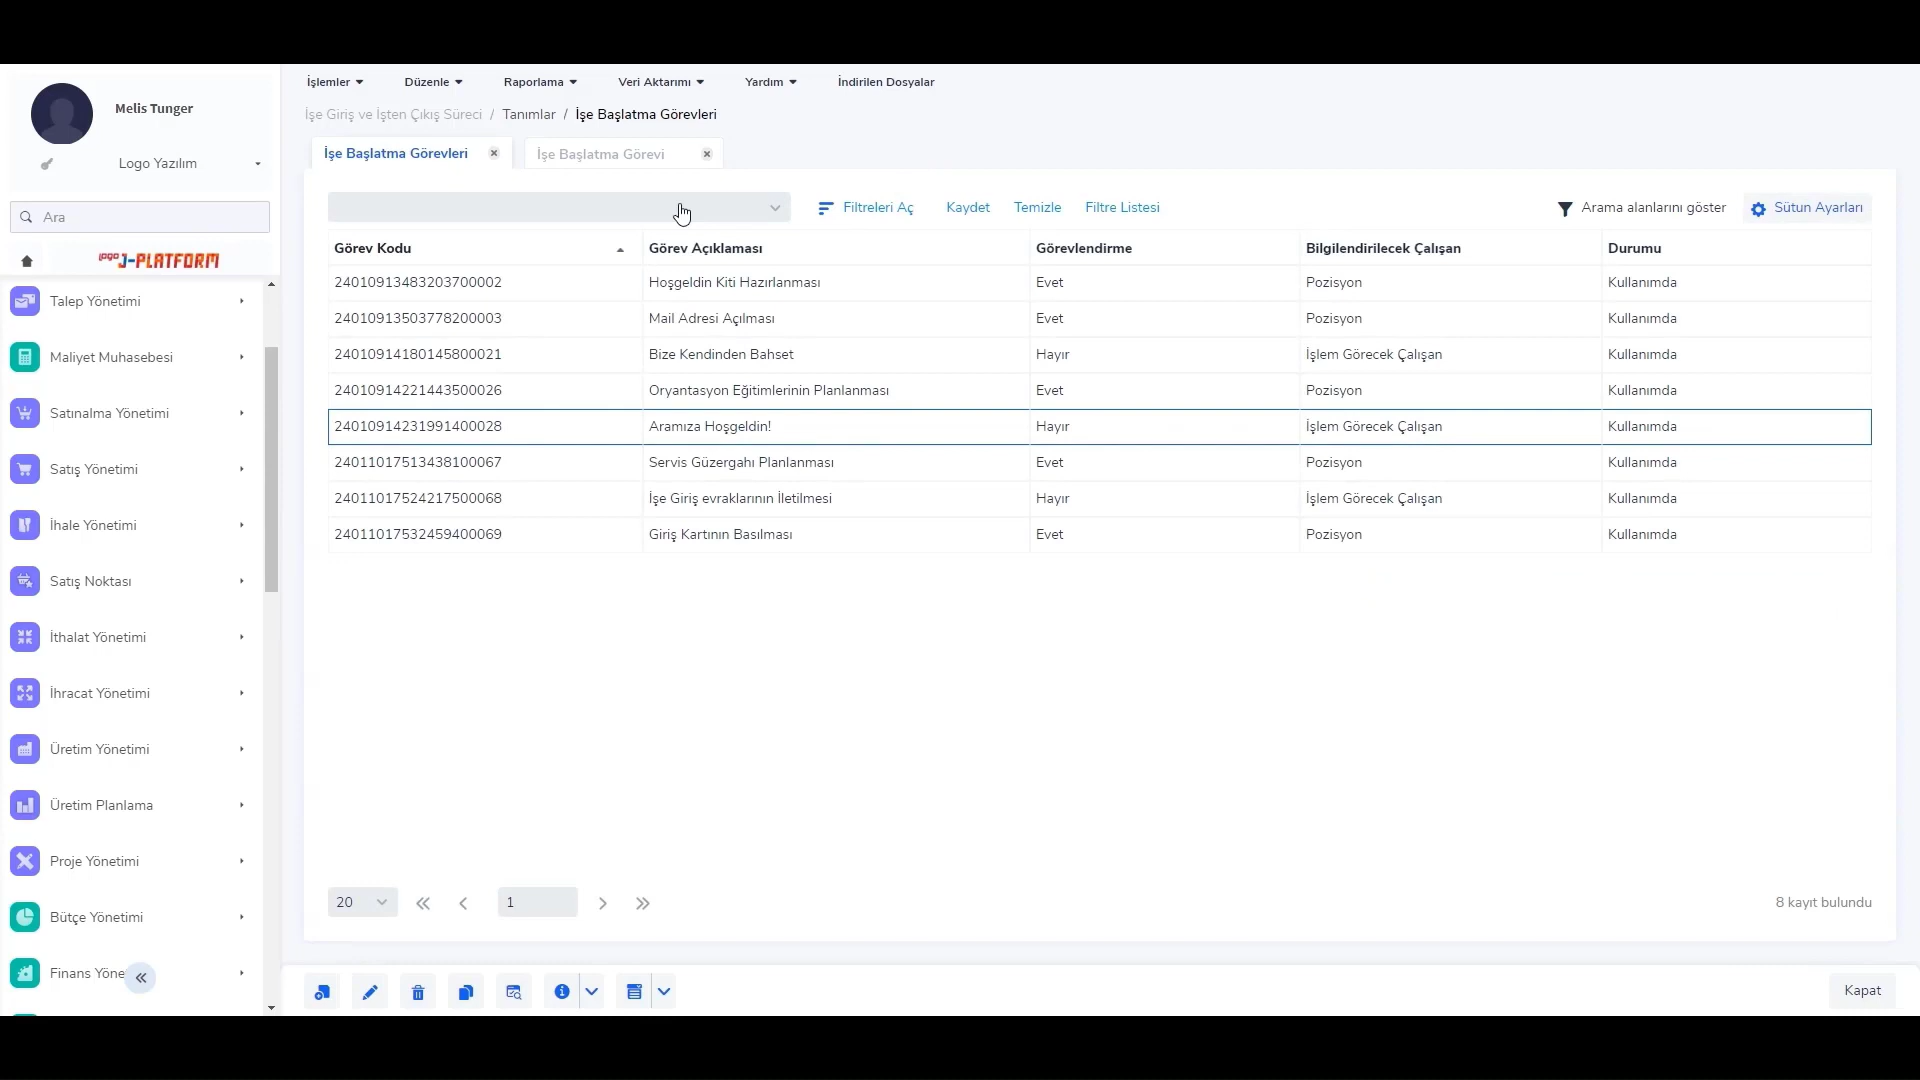 Melis Tunger
Logo Yazılım
Ara
logo J-PLATFORM
Talep Yönetimi
Maliyet Muhasebesi
Satınalma Yönetimi
Satış Yönetimi
İhale Yönetimi
Satış Noktası
İthalat Yönetimi
İhracat Yönetimi
Üretim Yönetimi
Üretim Planlama
Proje Yönetimi
Bütçe Yönetimi
Finans Yöne
İşlemler Düzenle Raporlama Veri Aktarımı Yardım İndirilen Dosyalar
İşe Giriş ve İşten Çıkış Süreci / Tanımlar / İşe Başlatma Görevleri
İşe Başlatma Görevleri İşe Başlatma Görevi
Filtreleri Aç Kaydet Temizle Filtre Listesi Arama alanlarını göster Sütun Ayarları
Görev Kodu Görev Açıklaması Görevlendirme Bilgilendirilecek Çalışan Durumu
24010913483203700002 Hoşgeldin Kiti Hazırlanması Evet Pozisyon Kullanımda
24010913503778200003 Mail Adresi Açılması Evet Pozisyon Kullanımda
24010914180145800021 Bize Kendinden Bahset Hayır İşlem Görecek Çalışan Kullanımda
24010914221443500026 Oryantasyon Eğitimlerinin Planlanması Evet Pozisyon Kullanımda
24010914231991400028 Aramıza Hoşgeldin! Hayır İşlem Görecek Çalışan Kullanımda
24011017513438100067 Servis Güzergahı Planlanması Evet Pozisyon Kullanımda
24011017524217500068 İşe Giriş evraklarının İletilmesi Hayır İşlem Görecek Çalışan Kullanımda
24011017532459400069 Giriş Kartının Basılması Evet Pozisyon Kullanımda
20 1 8 kayıt bulundu
Kapat